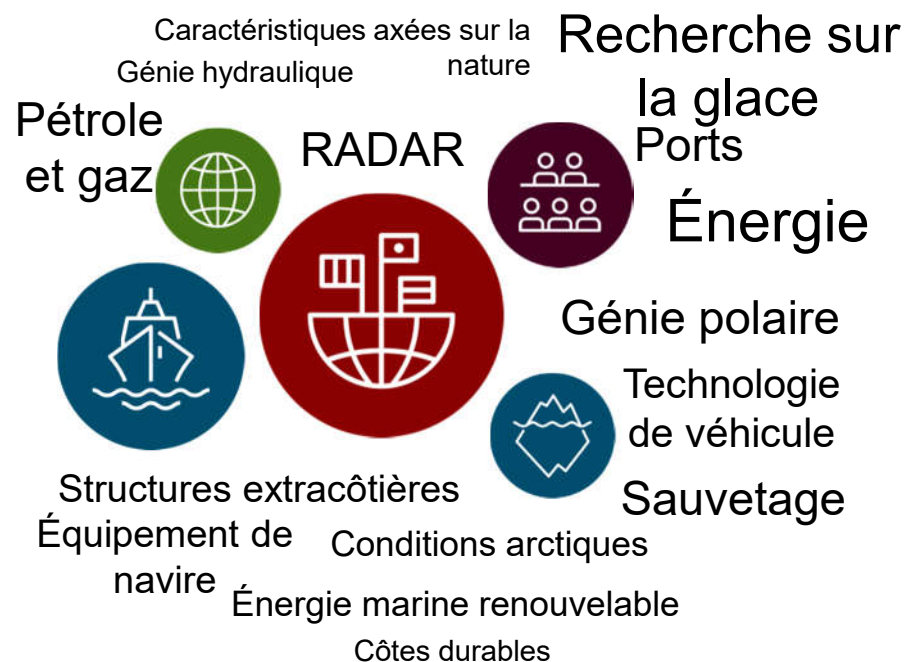 Caractéristiques axées sur la
nature
Génie hydraulique
Recherche sur
la glace
Pétrole
et gaz
RADAR
Ports
Énergie
Génie polaire
Technologie
de véhicule
Structures extracôtières
Sauvetage
Équipement de
navire
Conditions arctiques
Énergie marine renouvelable
Côtes durables